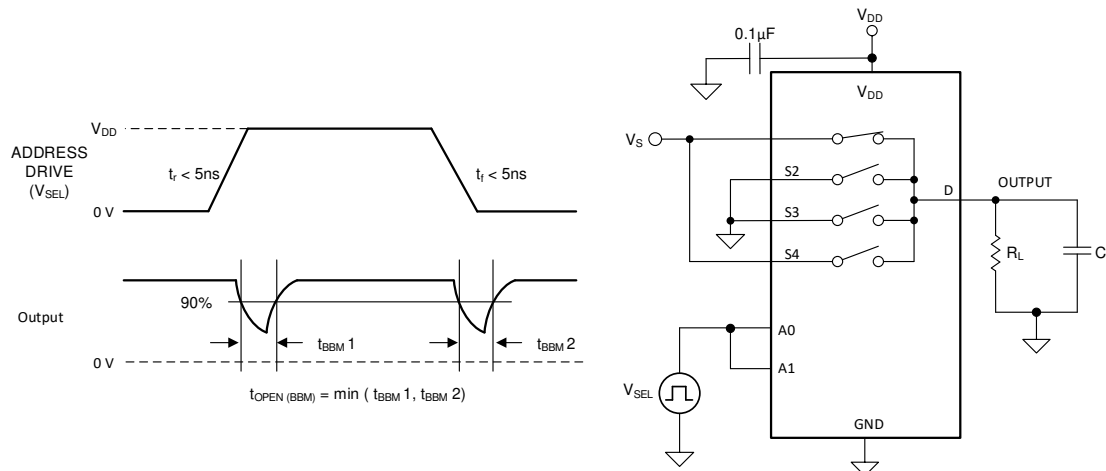 V_DD
ADDRESS
DRIVE
(V_SEL)
t_r < 5ns
t_f < 5ns
0 V
90%
Output
t_BBM 1
t_BBM 2
0 V
t_OPEN (BBM) = min ( t_BBM 1, t_BBM 2)
V_DD
0.1µF
V_DD
V_S
S2
S3
S4
D
OUTPUT
R_L
C
A0
A1
V_SEL
GND